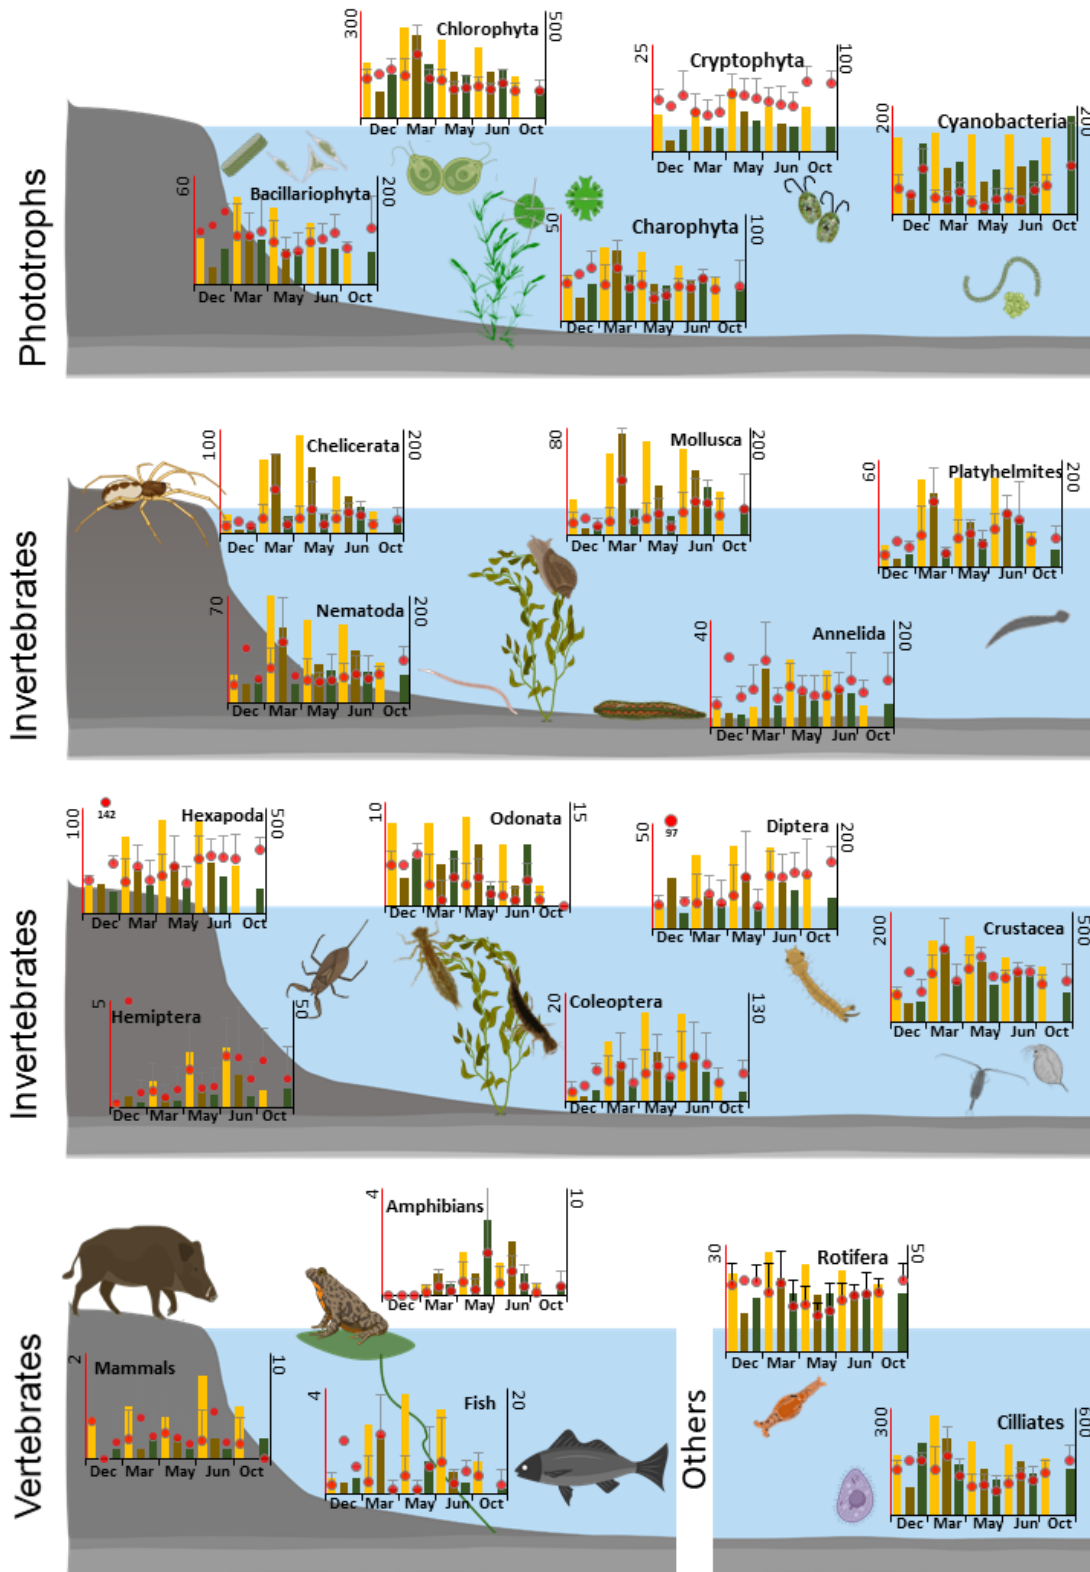 Phototrophs
300
Chlorophyta
500
Dec Mar May Jun Oct
25
Cryptophyta
100
Dec Mar May Jun Oct
200
Cyanobacteria
200
Dec Mar May Jun Oct
60
Bacillariophyta
200
Dec Mar May Jun Oct
50
Charophyta
100
Dec Mar May Jun Oct
Invertebrates
100
Chelicerata
200
Dec Mar May Jun Oct
80
Mollusca
200
Dec Mar May Jun Oct
60
Platyhelmites
200
Dec Mar May Jun Oct
70
Nematoda
200
Dec Mar May Jun Oct
40
Annelida
200
Dec Mar May Jun Oct
Invertebrates
100
142
Hexapoda
500
Dec Mar May Jun Oct
10
Odonata
15
Dec Mar May Jun Oct
50
97
Diptera
200
Dec Mar May Jun Oct
200
Crustacea
500
Dec Mar May Jun Oct
5
Hemiptera
50
Dec Mar May Jun Oct
20
Coleoptera
130
Dec Mar May Jun Oct
Vertebrates
4
Amphibians
10
Dec Mar May Jun Oct
2
Mammals
10
Dec Mar May Jun Oct
4
Fish
20
Dec Mar May Jun Oct
Others
30
Rotifera
50
Dec Mar May Jun Oct
300
Cilliates
600
Dec Mar May Jun Oct